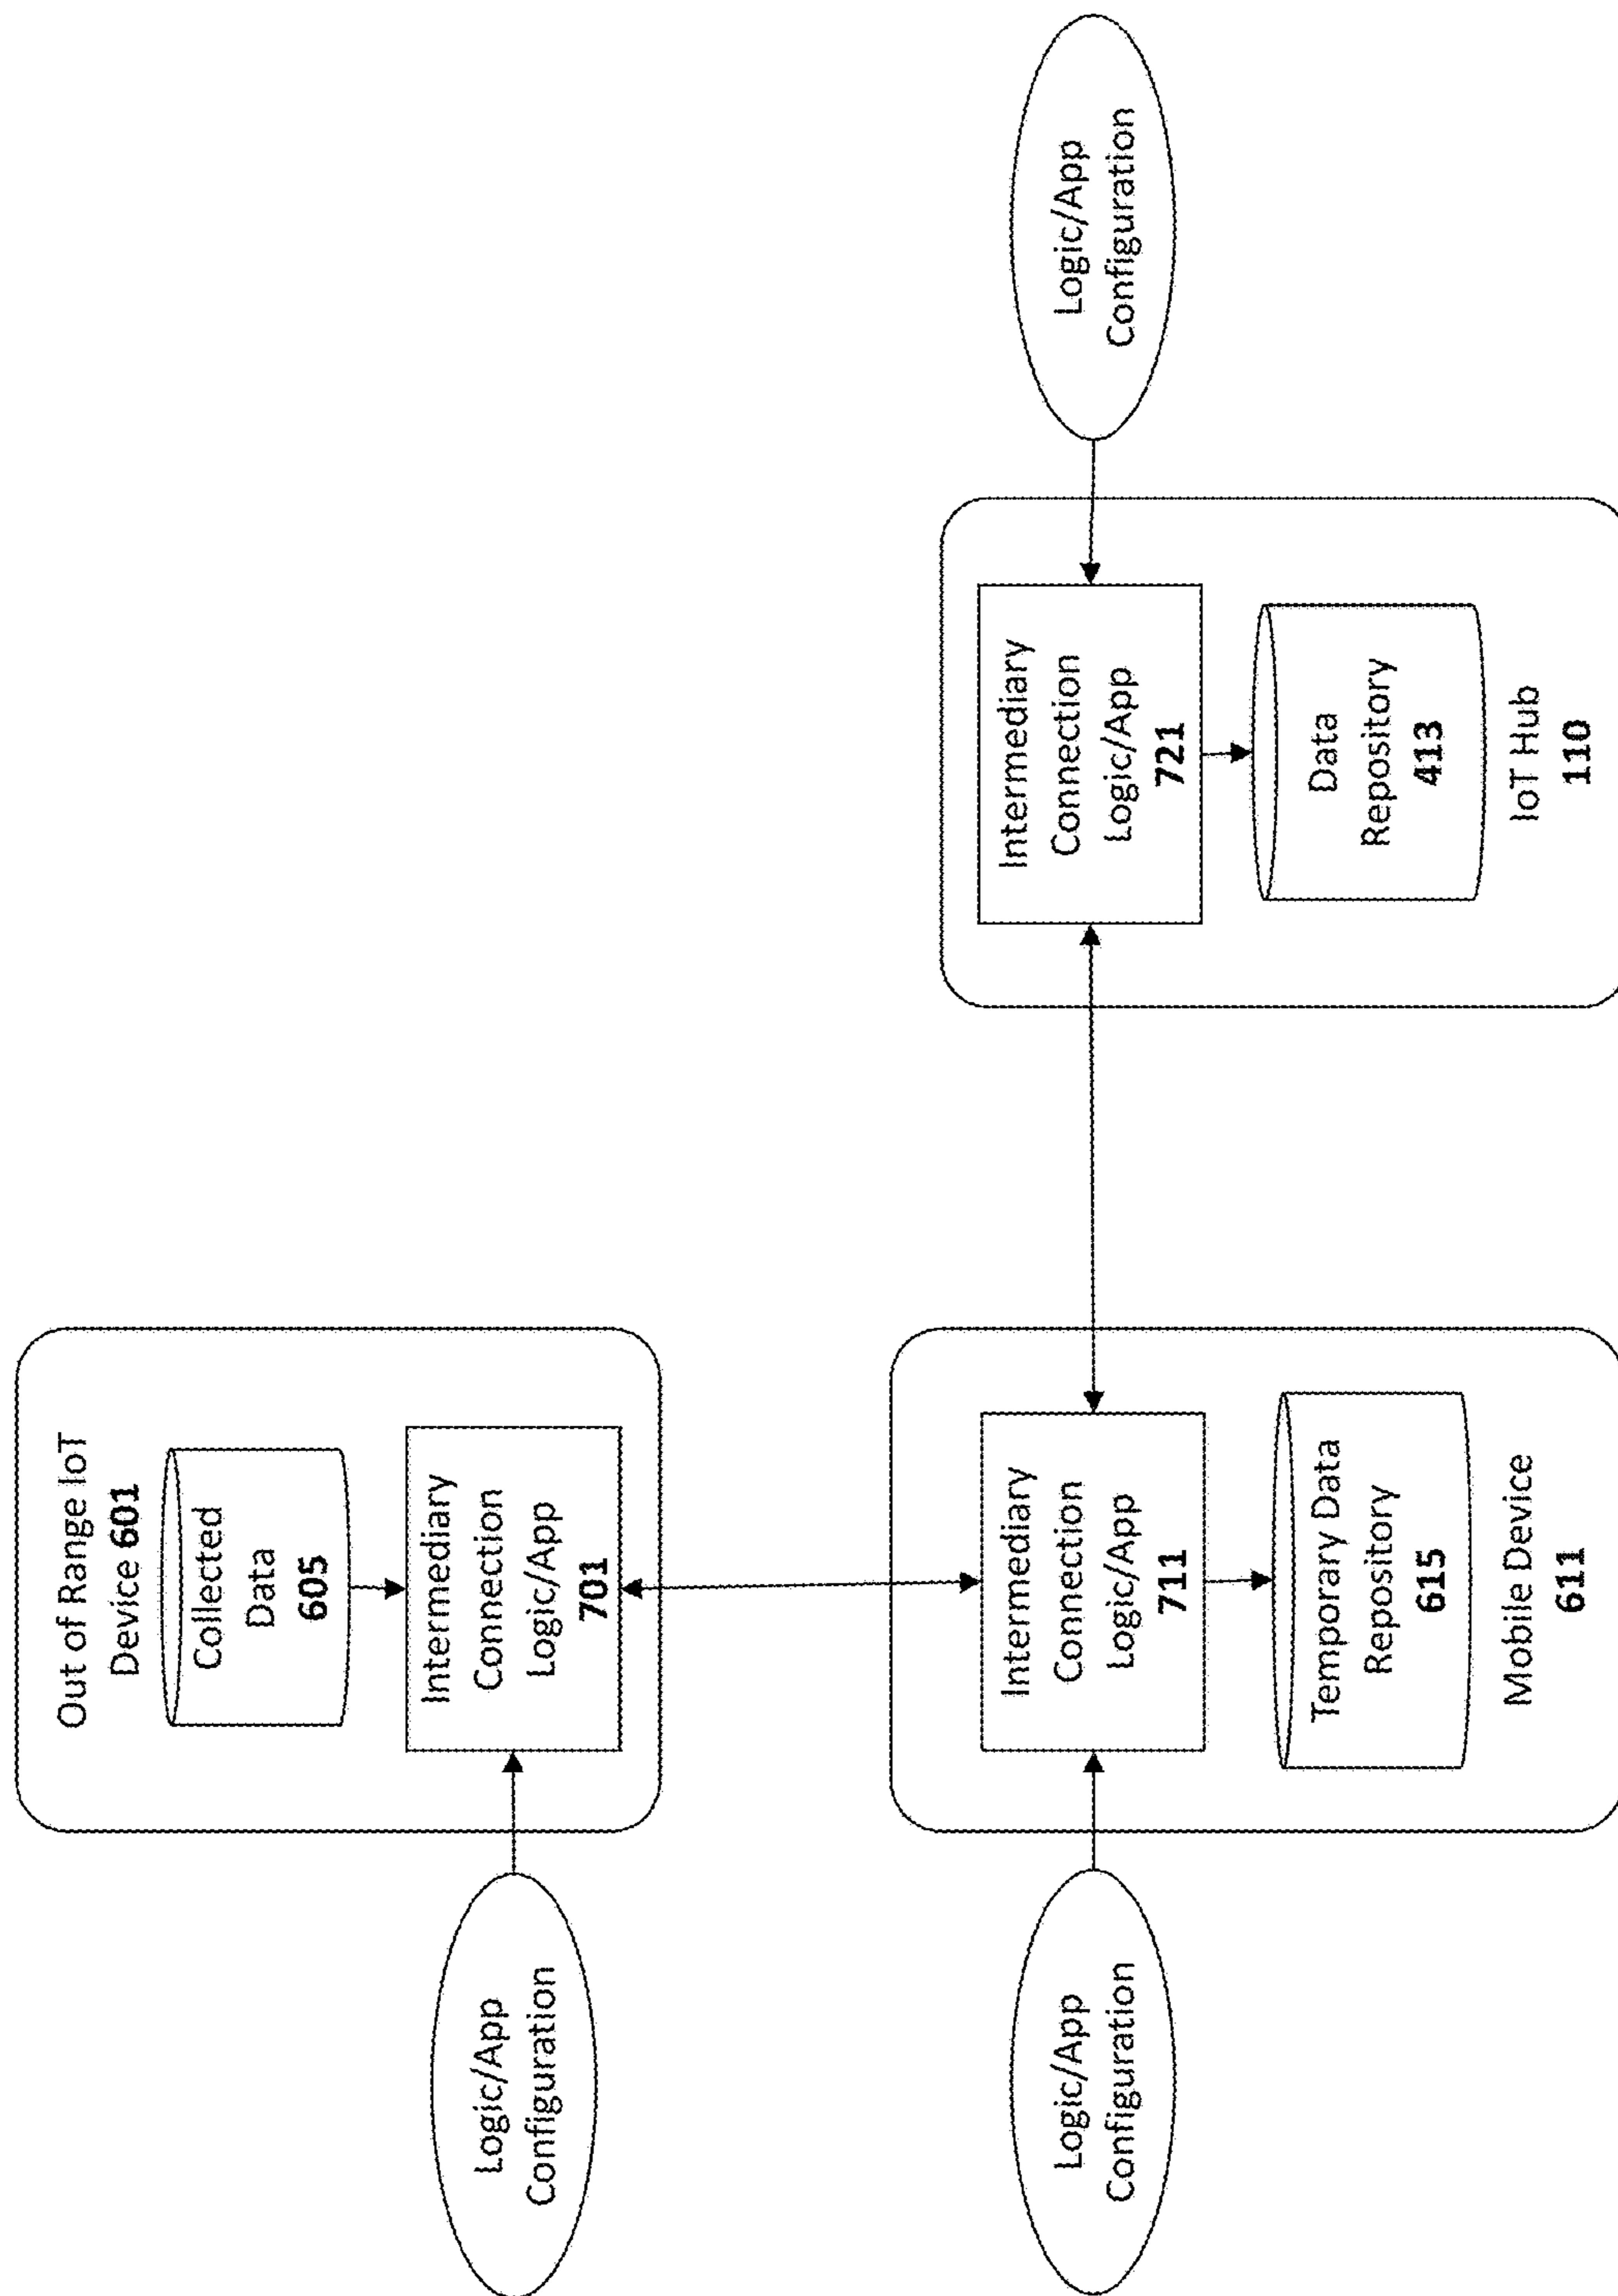 Out of Range IoT
Device 601
Collected
Data
605
Intermediary
Connection
Logic/App
701
Logic/App
Configuration
Intermediary
Connection
Logic/App
711
Temporary Data
Repository
615
Mobile Device
611
Logic/App
Configuration
Intermediary
Connection
Logic/App
721
Data
Repository
413
IoT Hub
110
Logic/App
Configuration